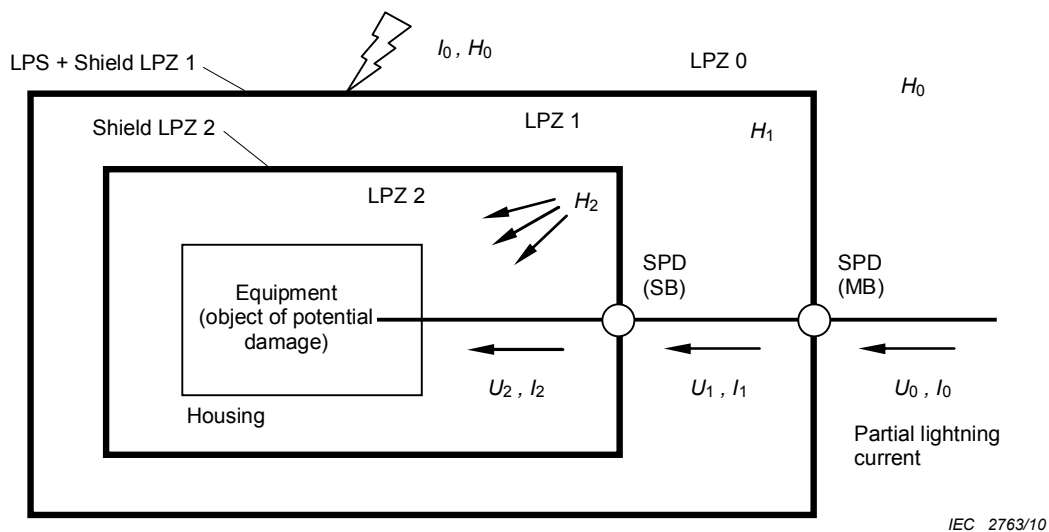 I0 , H0
LPZ 0
LPS + Shield LPZ 1
H0
LPZ 1
Shield LPZ 2
H1
LPZ 2
H2
SPD
(SB)
SPD
(MB)
Equipment
(object of potential
damage)
U2 , I2
U1 , I1
U0 , I0
Housing
Partial lightning
current
IEC 2763/10